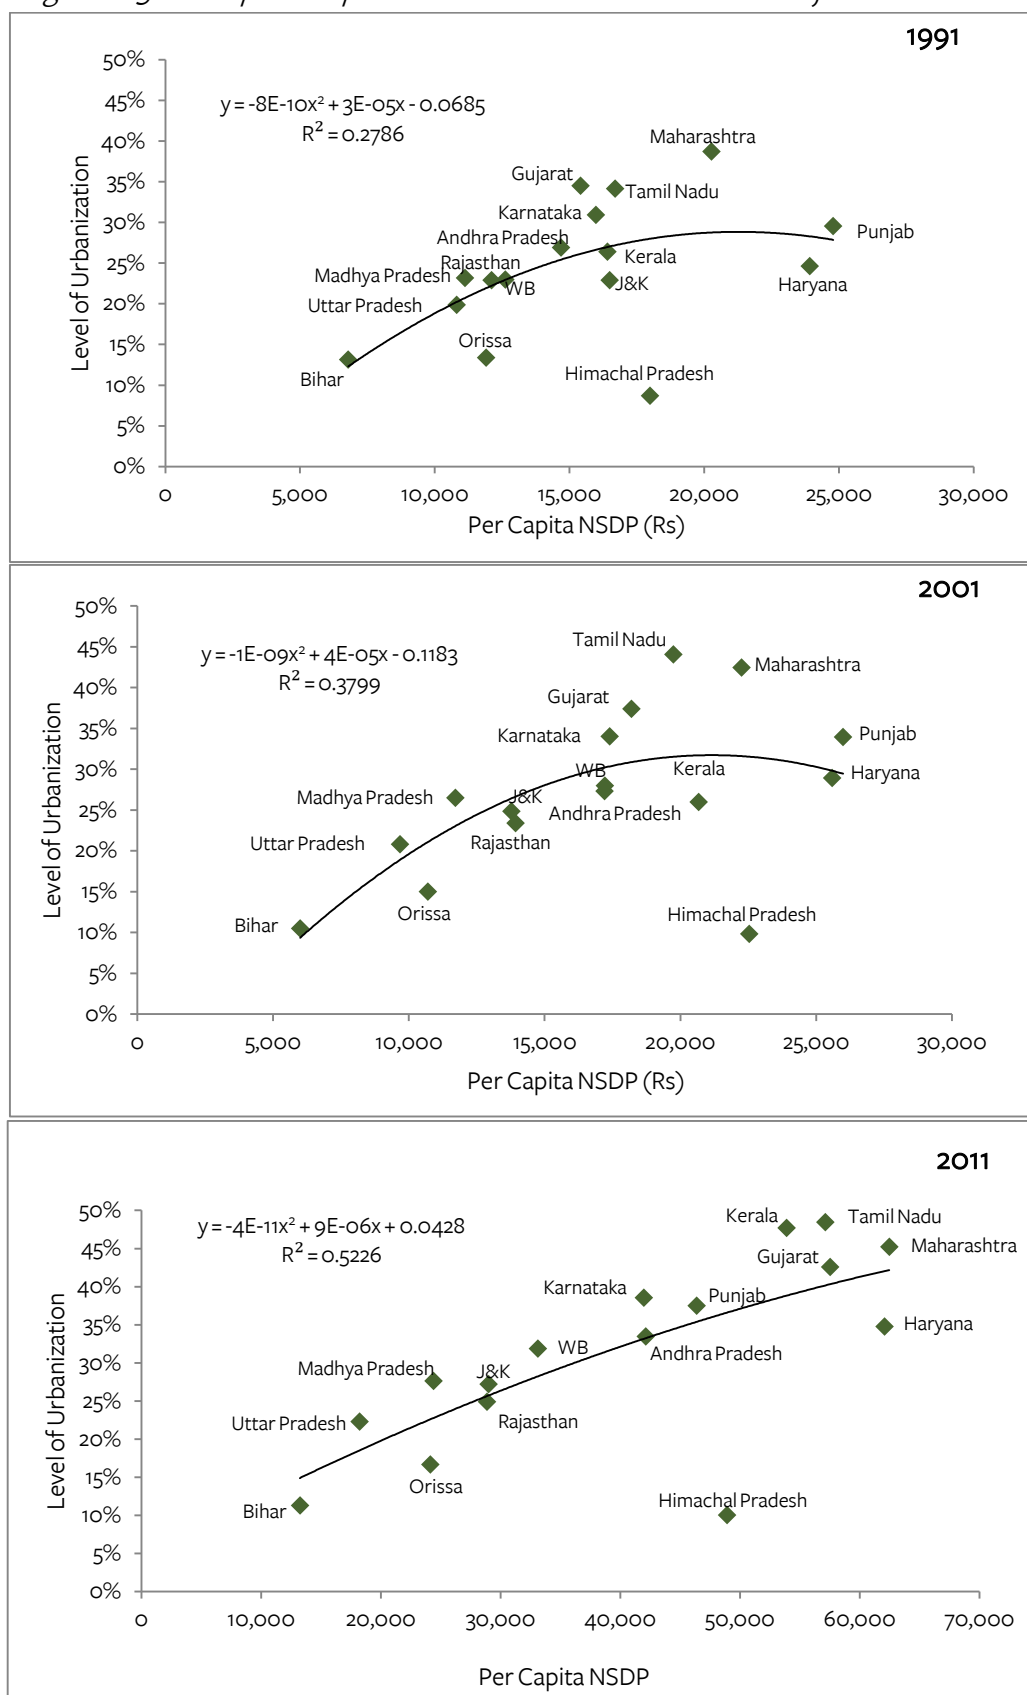 1991
50%
45%
40%
35%
30%
25%
20%
15%
10%
5%
0%
Level of Urbanization
y = -8E-10x² + 3E-05x - 0.0685
R² = 0.2786
Maharashtra
Gujarat
Tamil Nadu
Karnataka
Punjab
Andhra Pradesh
Kerala
Rajasthan
Madhya Pradesh
J&K
Haryana
WB
Uttar Pradesh
Orissa
Himachal Pradesh
Bihar
0 5,000 10,000 15,000 20,000 25,000 30,000
Per Capita NSDP (Rs)
2001
50%
45%
40%
35%
30%
25%
20%
15%
10%
5%
0%
Level of Urbanization
y = -1E-09x² + 4E-05x - 0.1183
R² = 0.3799
Tamil Nadu
Maharashtra
Gujarat
Karnataka
Punjab
WB
Kerala
Haryana
Madhya Pradesh
J&K
Andhra Pradesh
Uttar Pradesh
Rajasthan
Orissa
Himachal Pradesh
Bihar
0 5,000 10,000 15,000 20,000 25,000 30,000
Per Capita NSDP (Rs)
2011
50%
45%
40%
35%
30%
25%
20%
15%
10%
5%
0%
Level of Urbanization
y = -4E-11x² + 9E-06x + 0.0428
R² = 0.5226
Kerala
Tamil Nadu
Maharashtra
Gujarat
Karnataka
Punjab
Haryana
WB
Andhra Pradesh
Madhya Pradesh
J&K
Uttar Pradesh
Rajasthan
Orissa
Himachal Pradesh
Bihar
0 10,000 20,000 30,000 40,000 50,000 60,000 70,000
Per Capita NSDP